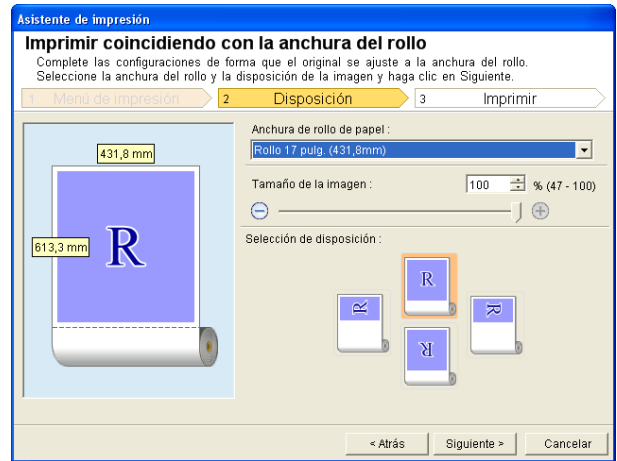 Asistente de impresión
Imprimir coincidiendo con la anchura del rollo
Complete las configuraciones de forma que el original se ajuste a la anchura del rollo.
Seleccione la anchura del rollo y la disposición de la imagen y haga clic en Siguiente.
1 Menú de impresión 2 Disposición 3 Imprimir
Anchura de rollo de papel :
Rollo 17 pulg. (431,8mm)
431,8 mm
Tamaño de la imagen : 100 % (47 - 100)
613,3 mm
R
Selección de disposición :
R
R
R
R
< Atrás Siguiente > Cancelar